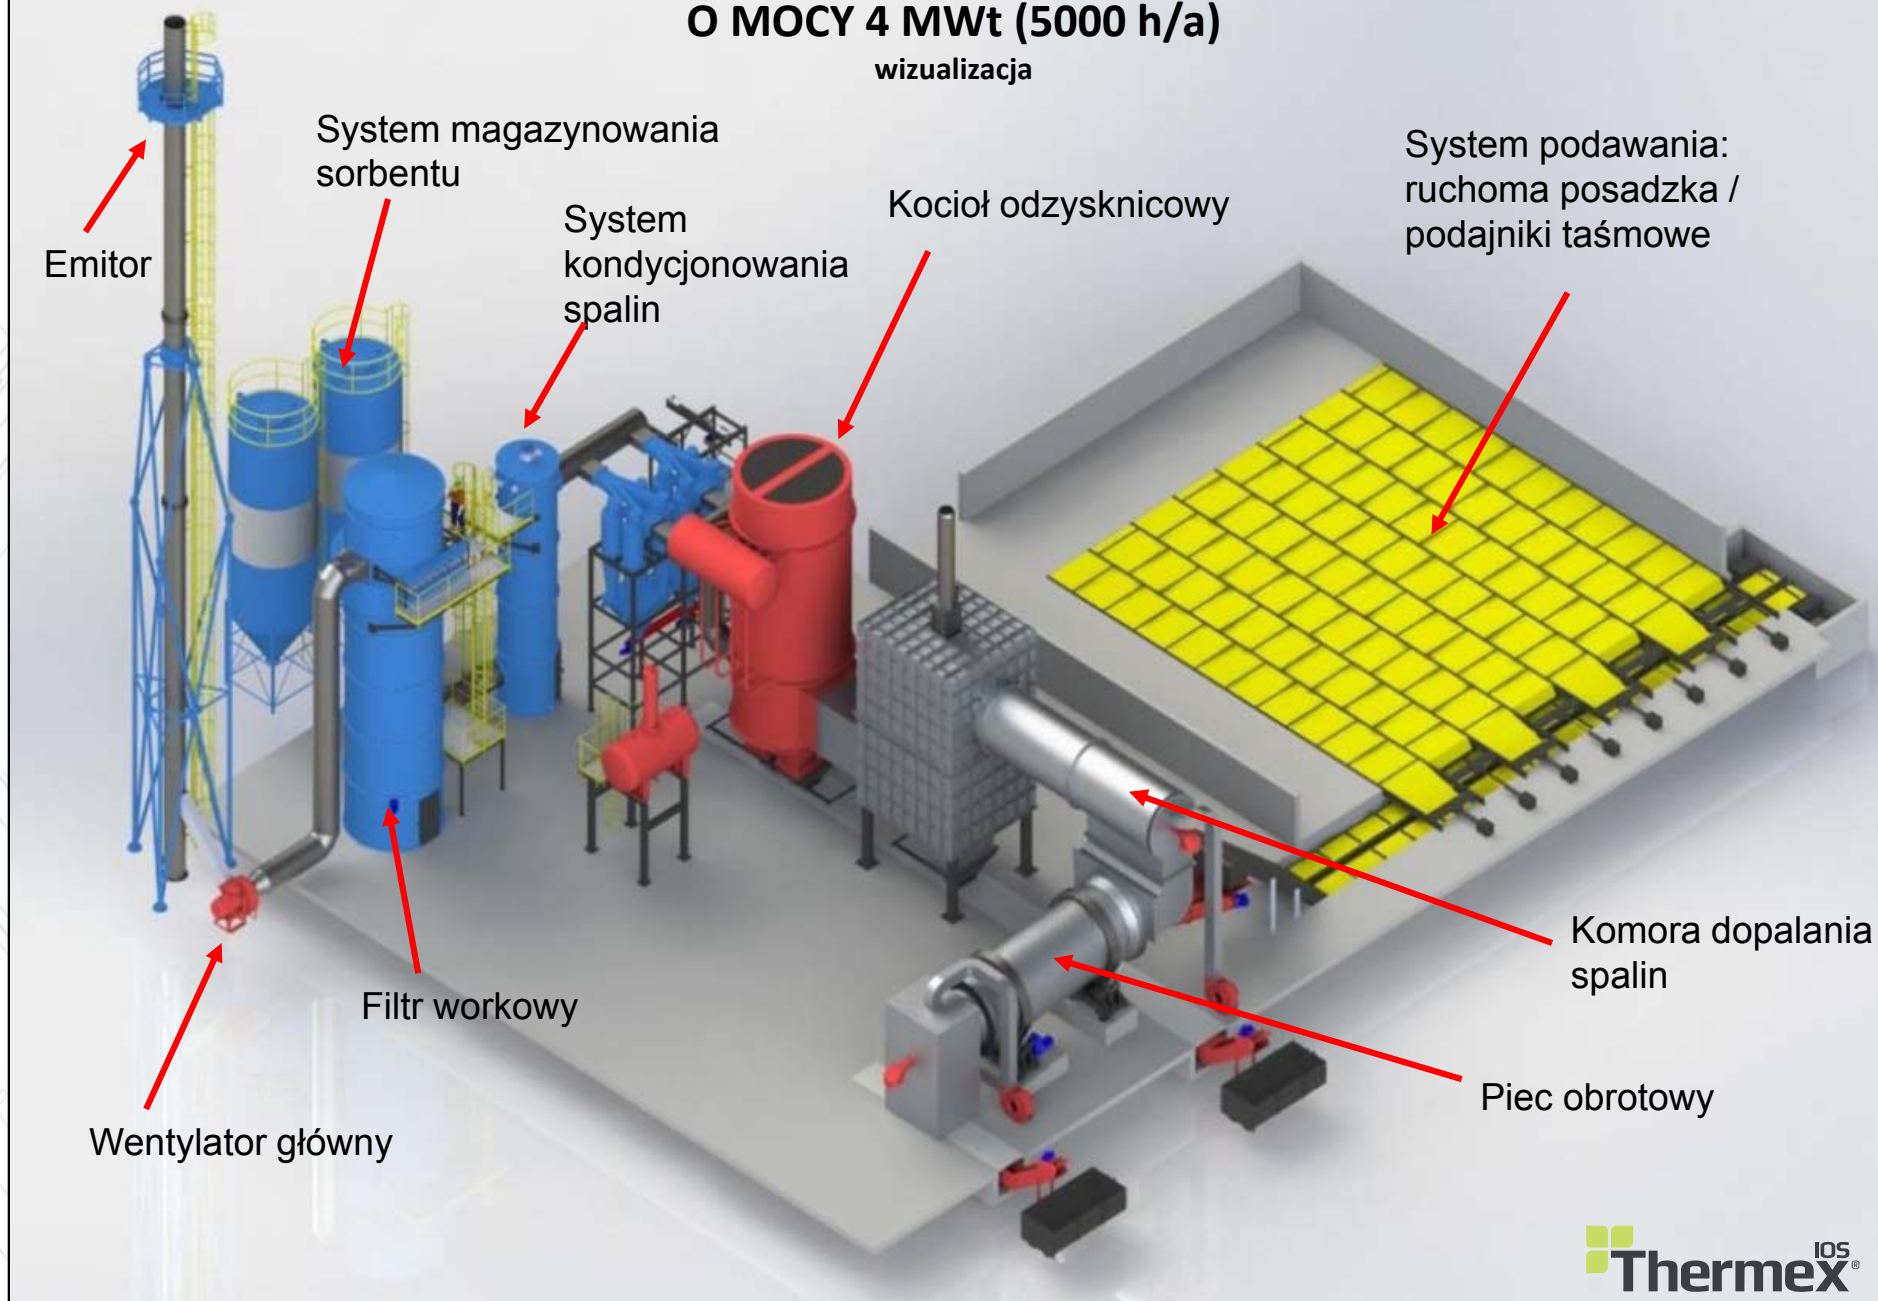 O MOCY 4 MWt (5000 h/a)
wizualizacja
System magazynowania
sorbentu
System podawania:
ruchoma posadzka /
podajniki taśmowe
Kocioł odzysknicowy
System
kondycjonowania
spalin
Emitor
Komora dopalania
spalin
Filtr workowy
Piec obrotowy
Wentylator główny
Thermex IOS ®